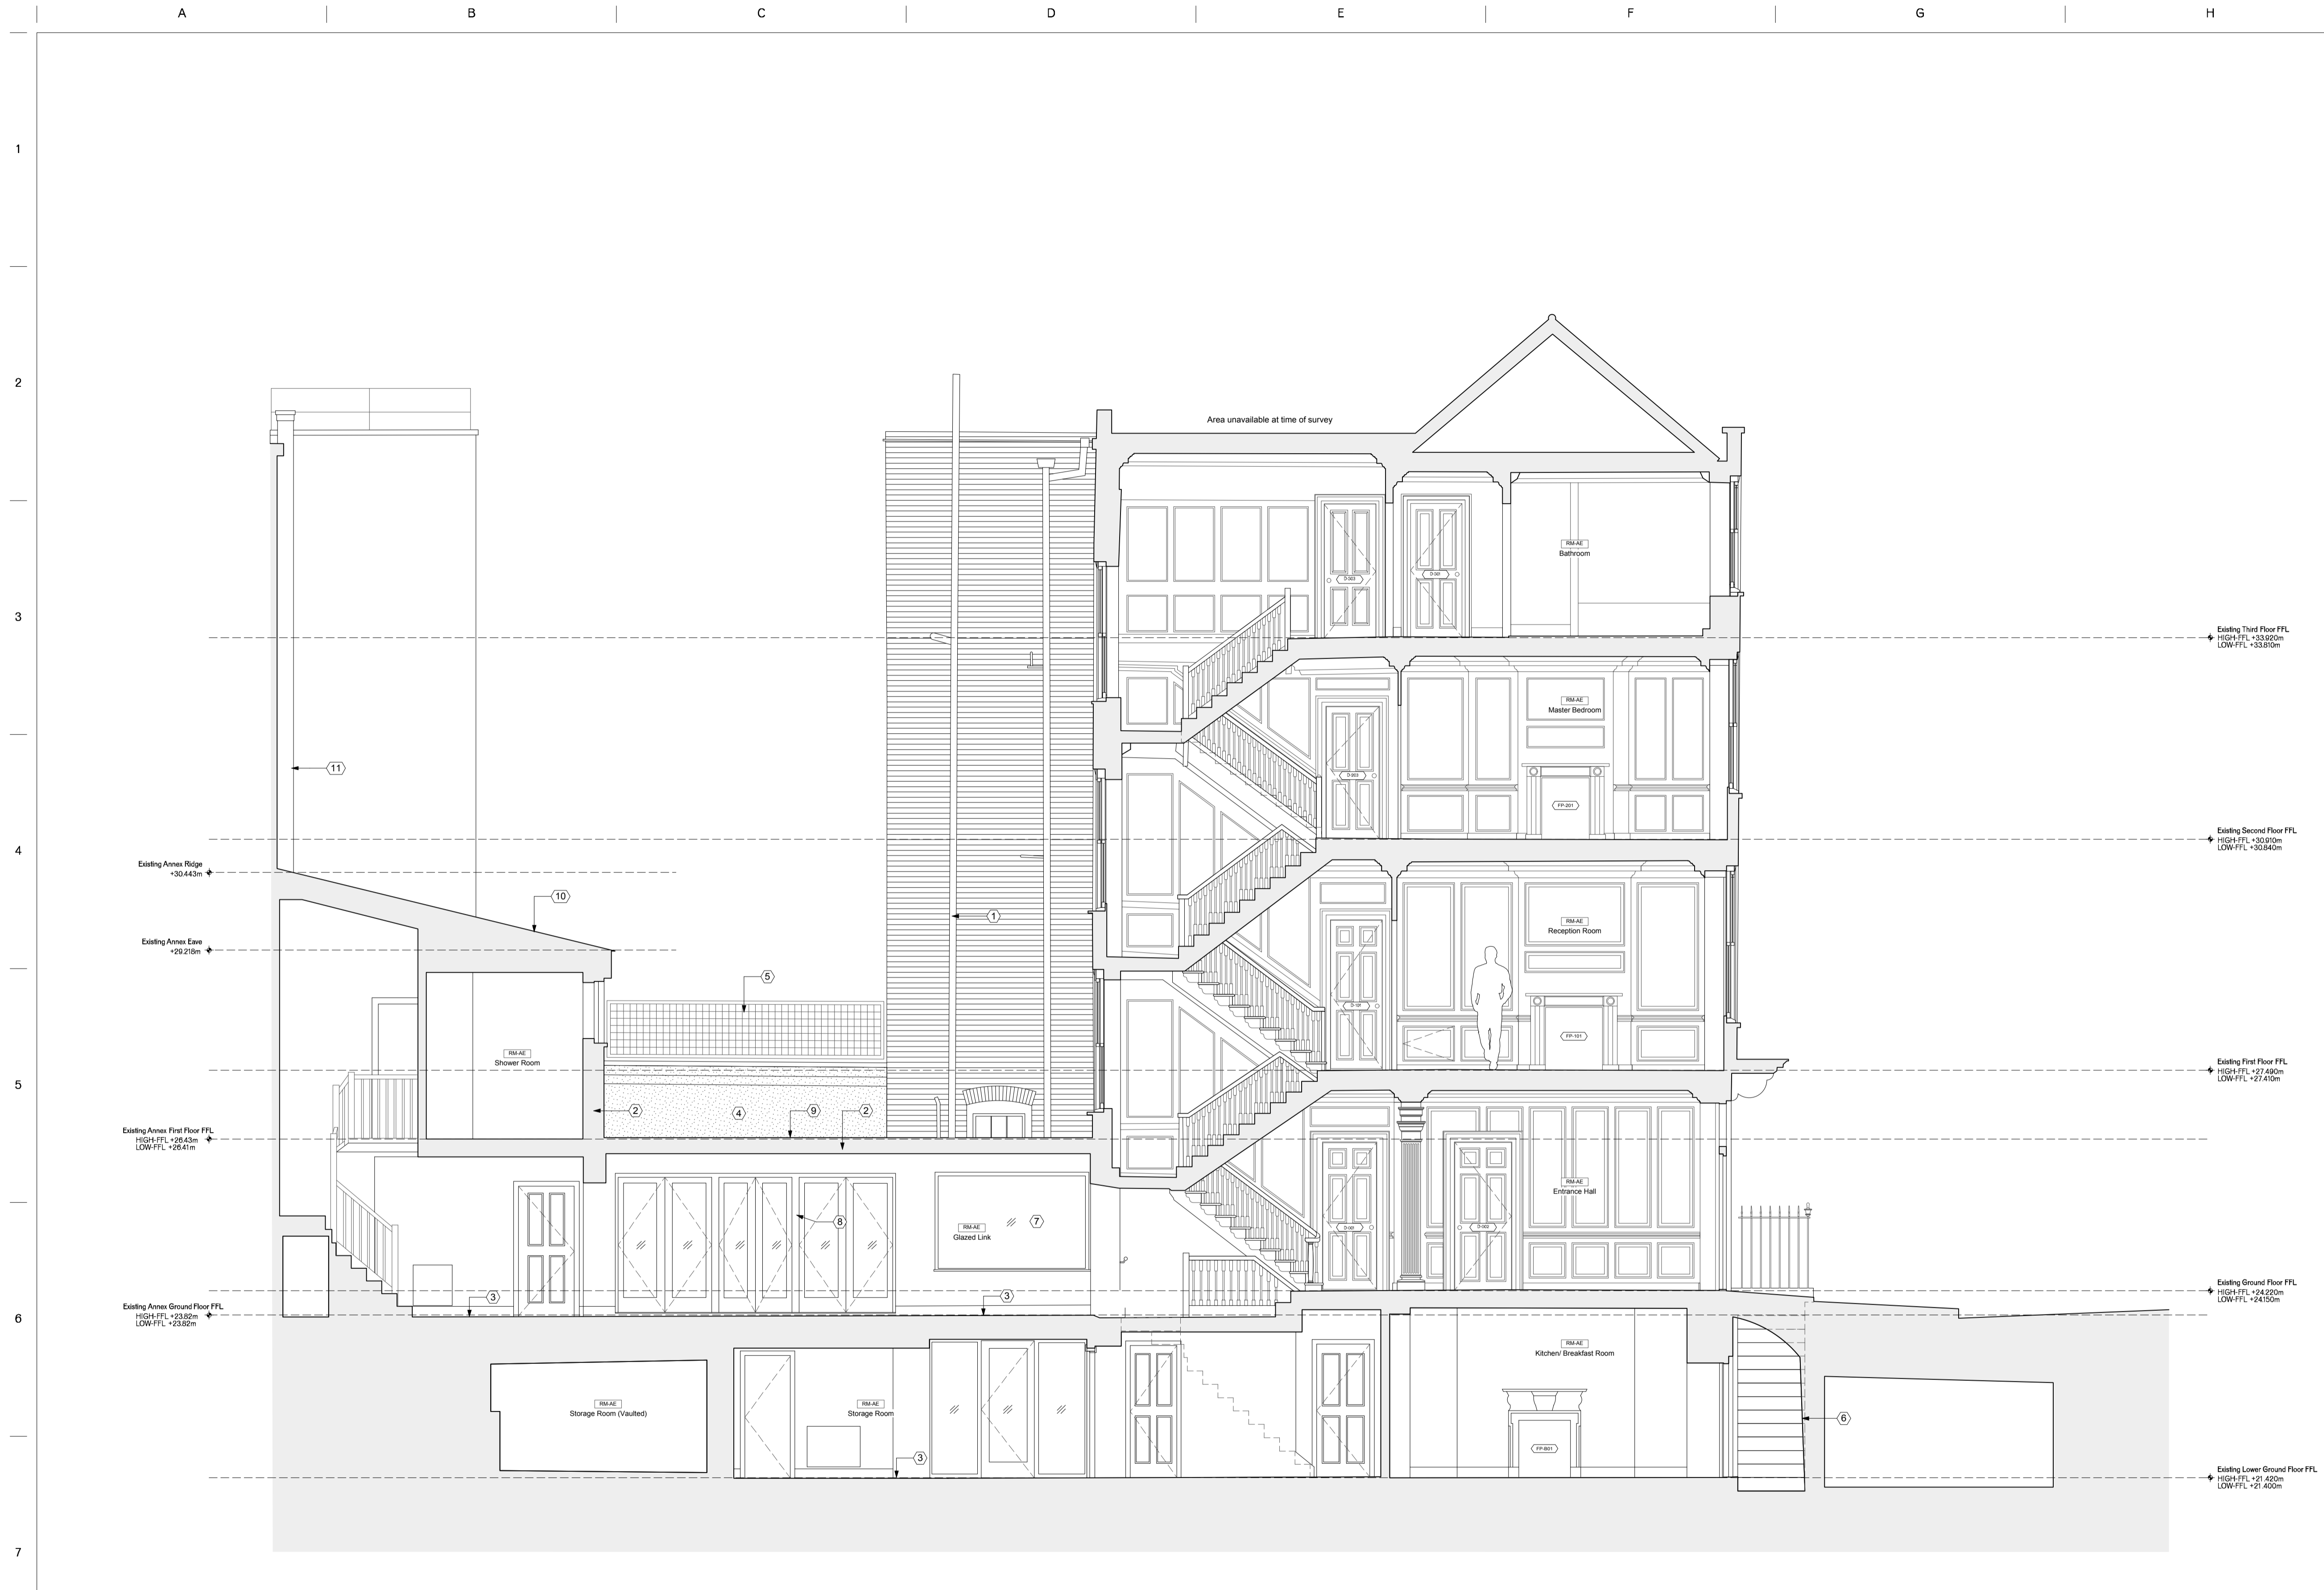 A B C D E F G H
1
2
Area unavailable at time of survey
RM-AE
Bathroom
D-303
D-301
3
Existing Third Floor FFL
HIGH-FFL +33.920m
LOW-FFL +33.810m
RM-AE
Master Bedroom
11
D-203
FP-201
Existing Second Floor FFL
HIGH-FFL +30.910m
LOW-FFL +30.840m
4
Existing Annex Ridge
+30.443m
10
1
RM-AE
Reception Room
Existing Annex Eave
+29.218m
5
D-101
FP-101
RM-AE
Shower Room
Existing First Floor FFL
HIGH-FFL +27.490m
LOW-FFL +27.410m
5
2
4
9
2
Existing Annex First Floor FFL
HIGH-FFL +26.43m
LOW-FFL +26.41m
RM-AE
Entrance Hall
8
RM-AE
Glazed Link
7
D-001
D-002
Existing Ground Floor FFL
HIGH-FFL +24.220m
LOW-FFL +24.150m
3
3
Existing Annex Ground Floor FFL
HIGH-FFL +23.82m
LOW-FFL +23.82m
6
RM-AE
Kitchen/ Breakfast Room
RM-AE
Storage Room (Vaulted)
RM-AE
Storage Room
6
FP-B01
3
Existing Lower Ground Floor FFL
HIGH-FFL +21.420m
LOW-FFL +21.400m
7